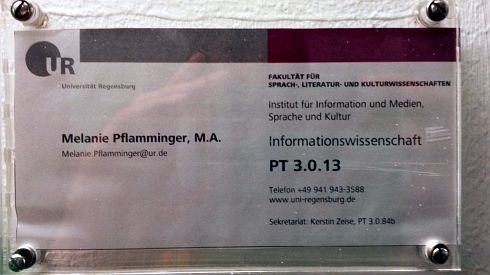 UR
Universität Regensburg
FAKULTÄT FÜR
SPRACH-, LITERATUR- UND KULTURWISSENSCHAFTEN
Institut für Information und Medien,
Sprache und Kultur
Melanie Pflamminger, M.A.
Melanie.Pflamminger@ur.de
Informationswissenschaft
PT 3.0.13
Telefon +49 941 943-3588
www.uni-regensburg.de
Sekretariat: Kerstin Zeise, PT 3.0.84b